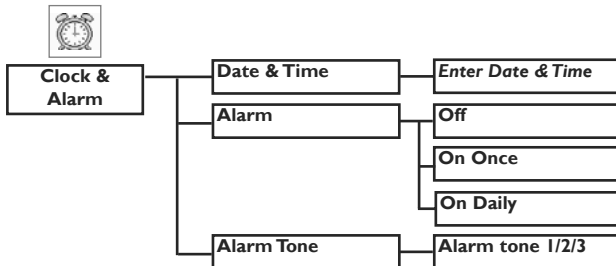 Clock &
Alarm
Date & Time
Enter Date & Time
Alarm
Off
On Once
On Daily
Alarm Tone
Alarm tone 1/2/3